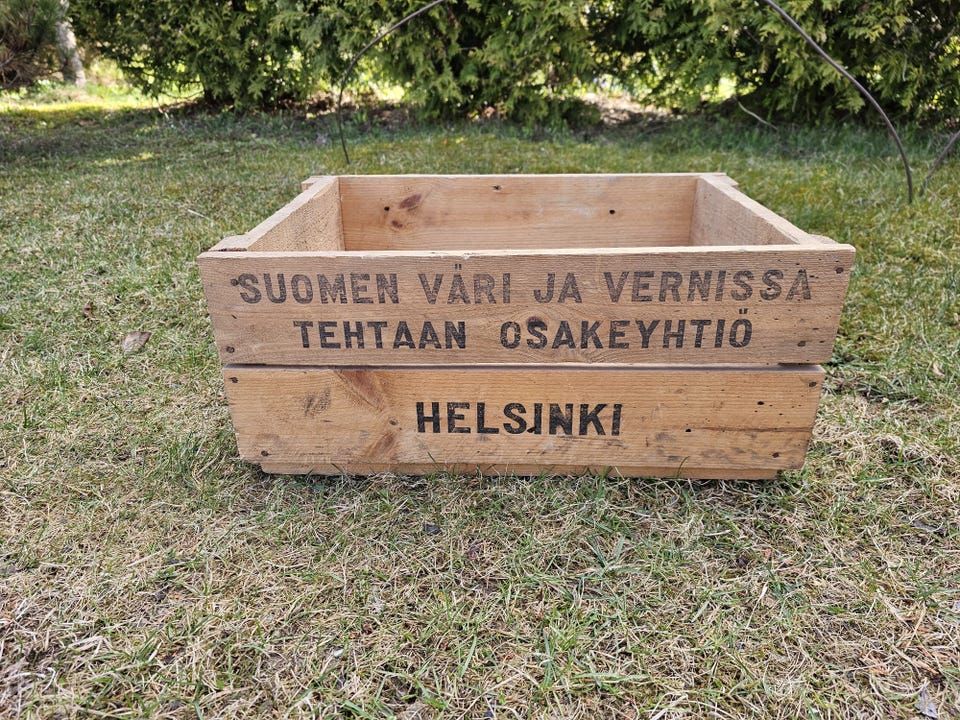 SUOMEN VÄRI JA VERNISSA
TEHTAAN OSAKEYHTIÖ
HELSINKI